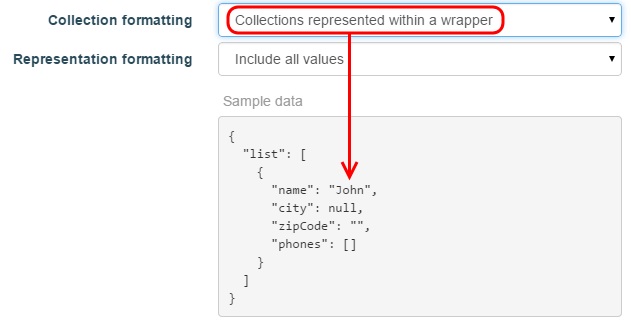 Collection formatting Collections represented within a wrapper
Representation formatting Include all values
Sample data
{
  "list": [
    {
      "name": "John",
      "city": null,
      "zipCode": "",
      "phones": []
    }
  ]
}